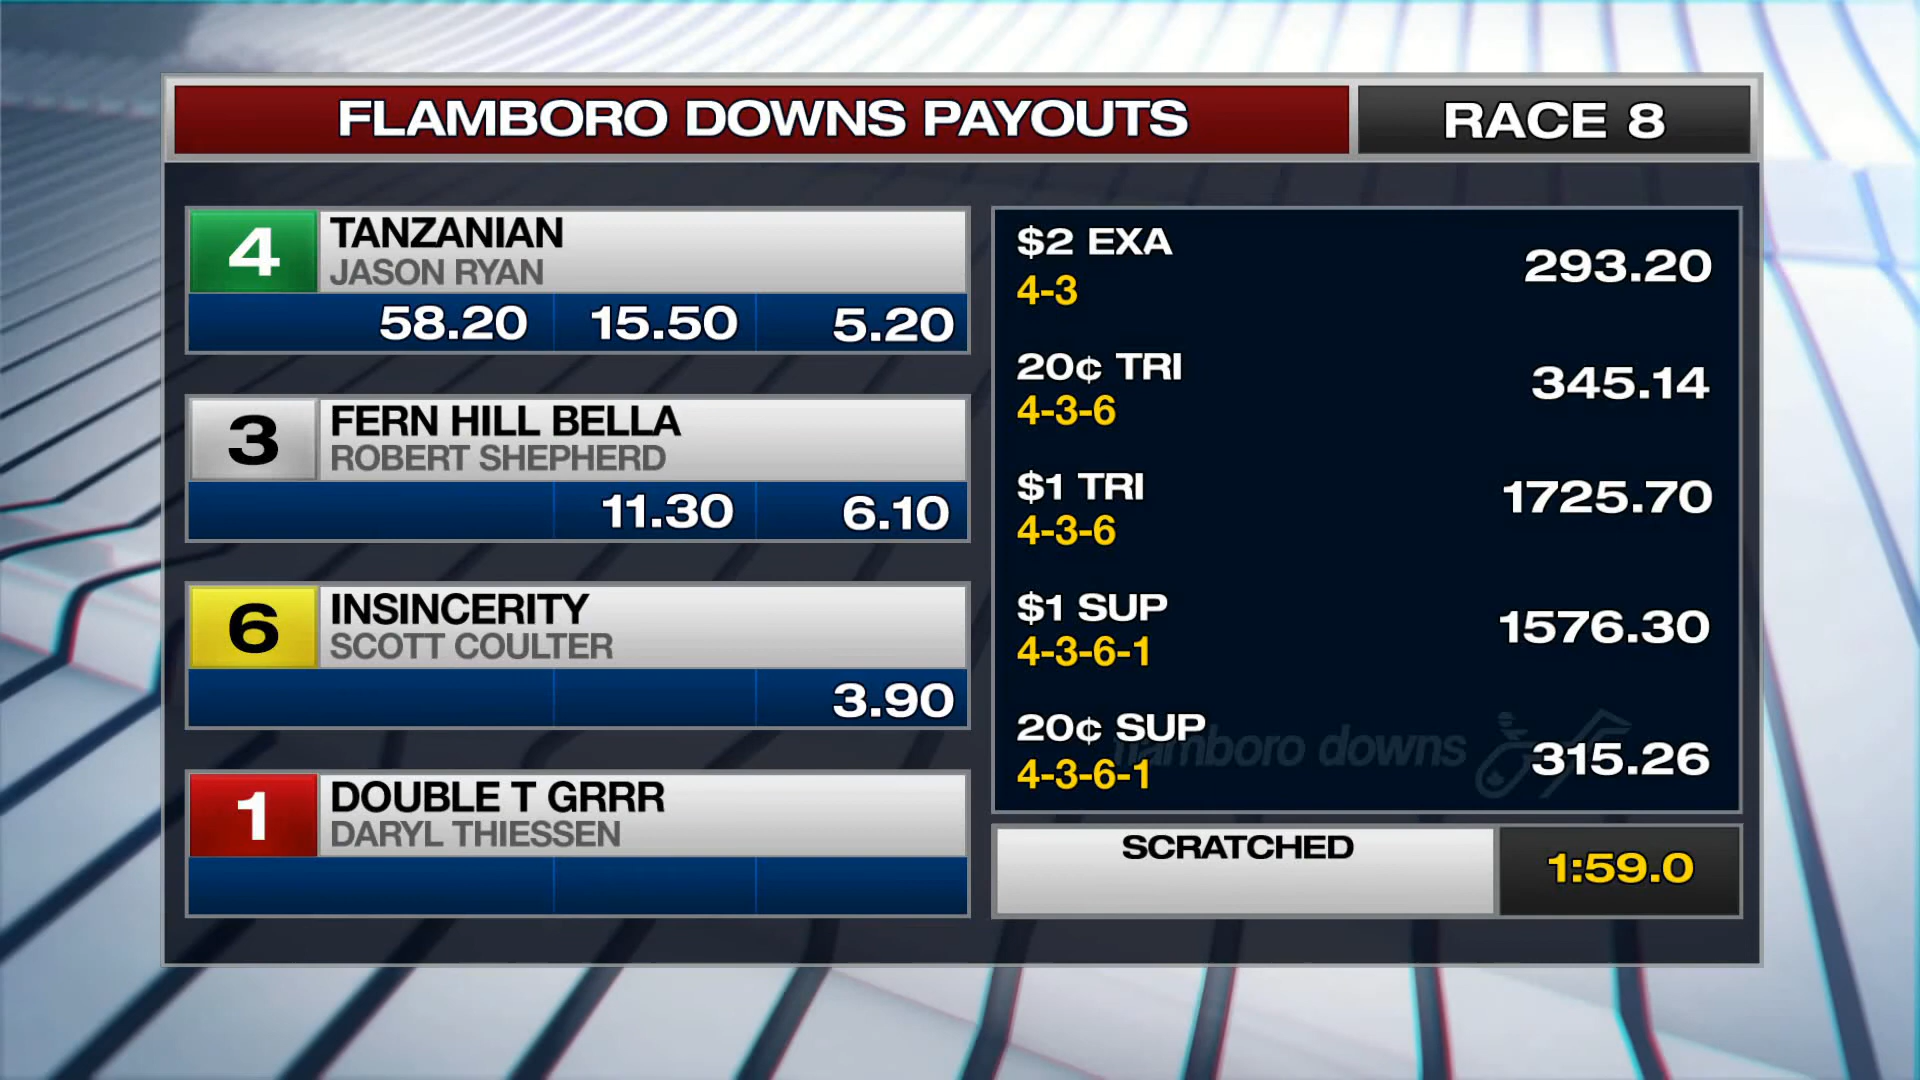 FLAMBORO DOWNS PAYOUTS
RACE 8
4
TANZANIAN
JASON RYAN
58.20 15.50 5.20
3
FERN HILL BELLA
ROBERT SHEPHERD
11.30 6.10
6
INSINCERITY
SCOTT COULTER
3.90
1
DOUBLE T GRRR
DARYL THIESSEN
$2 EXA
4-3
293.20
20¢ TRI
4-3-6
345.14
$1 TRI
4-3-6
1725.70
$1 SUP
4-3-6-1
1576.30
20¢ SUP
4-3-6-1
315.26
flamboro downs
SCRATCHED
1:59.0